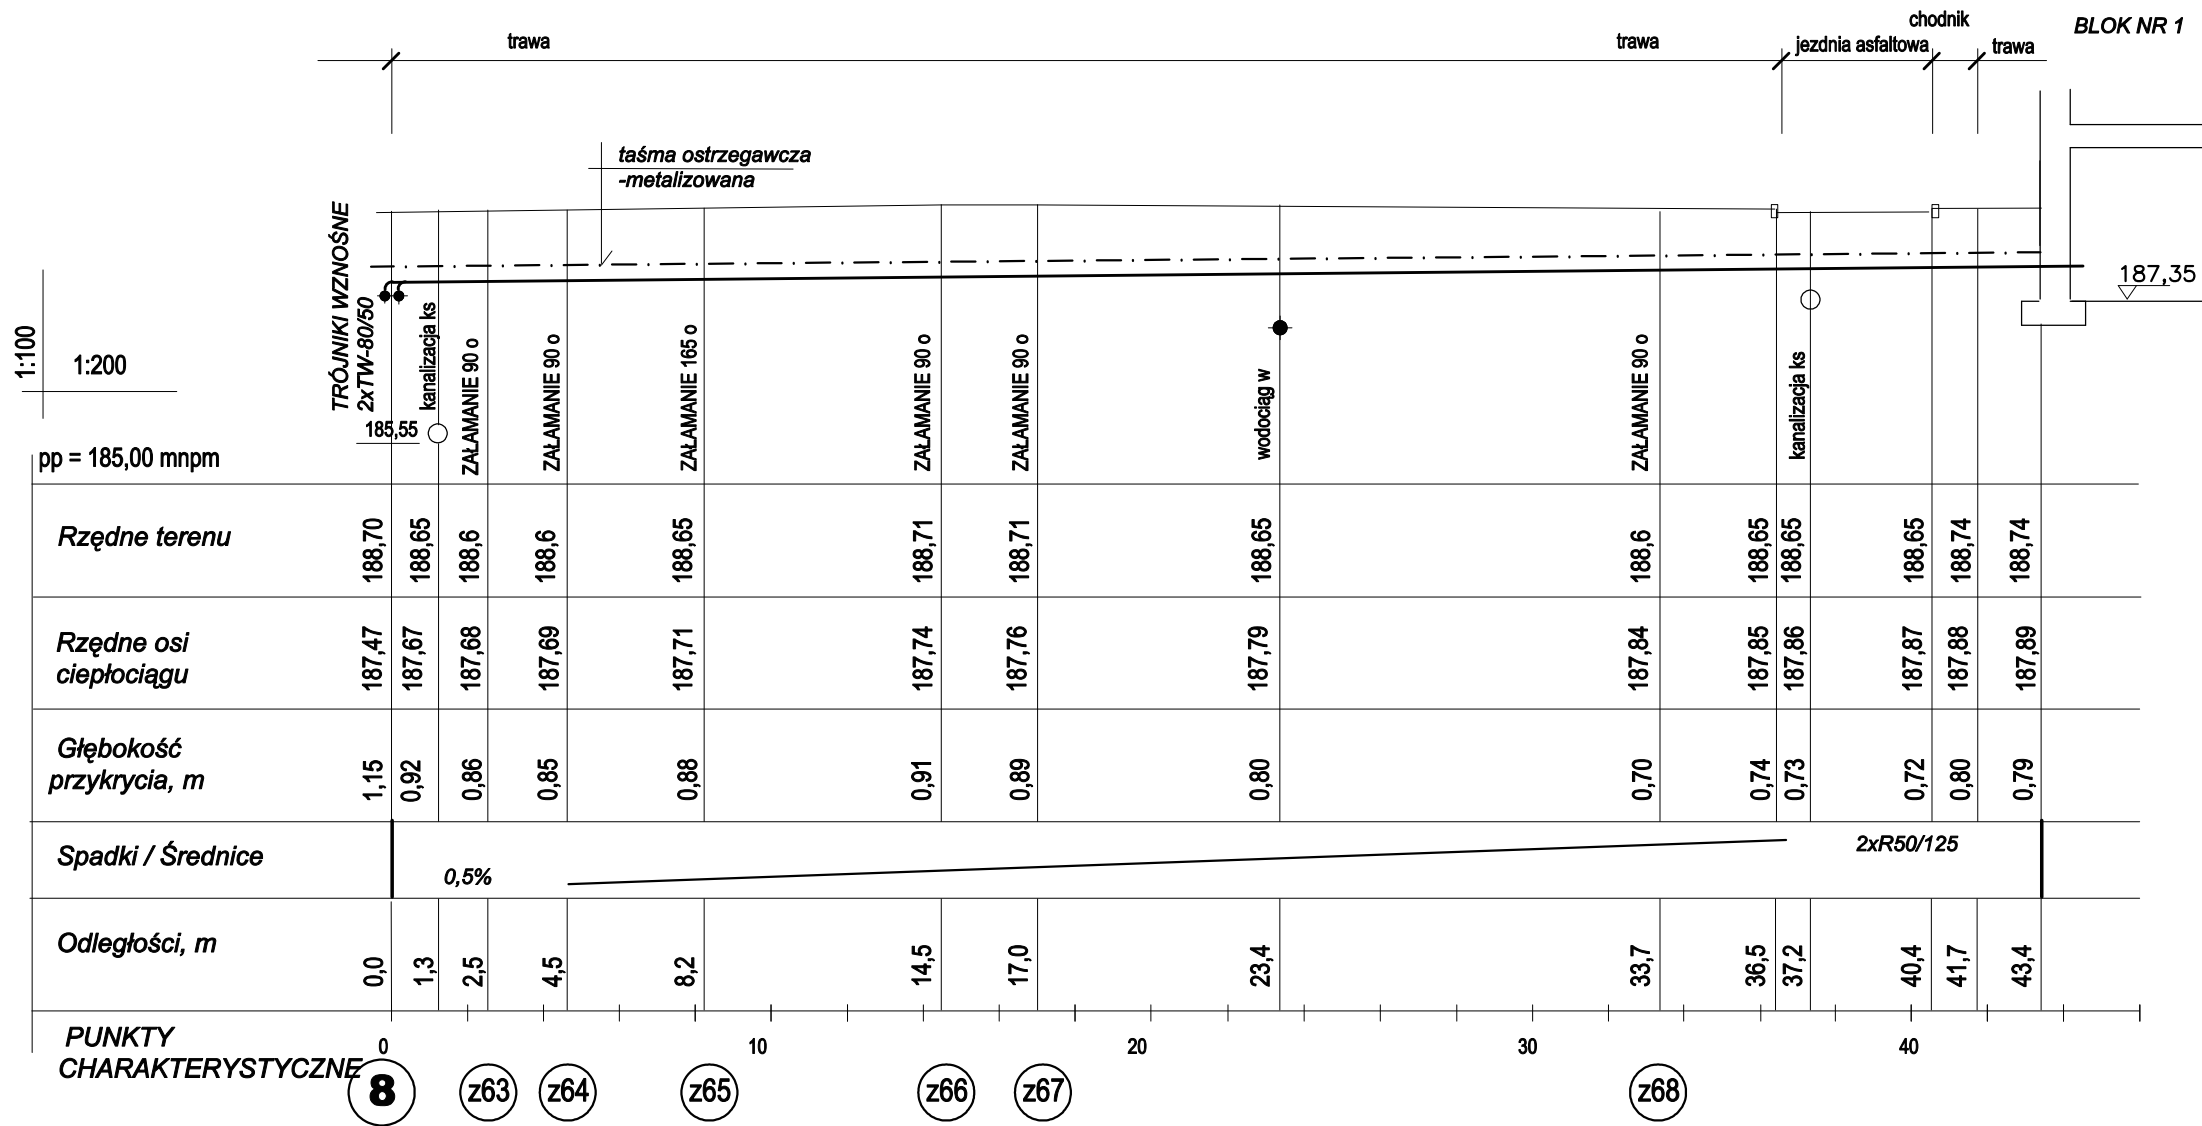 chodnik
BLOK NR 1
trawa
trawa
jezdnia asfaltowa
trawa
taśma ostrzegawcza
-metalizowana
TRÓJNIKI WZNOŚNE
2xTW-80/50
kanalizacja ks
ZAŁAMANIE 90 o
ZAŁAMANIE 90 o
ZAŁAMANIE 165 o
ZAŁAMANIE 90 o
ZAŁAMANIE 90 o
wodociąg w
ZAŁAMANIE 90 o
kanalizacja ks
187,35
1:100
1:200
185,55
pp = 185,00 mnpm
Rzędne terenu
188,70 188,65 188,6 188,6 188,65 188,71 188,71 188,65 188,6 188,65 188,65 188,65 188,74 188,74
Rzędne osi
ciepłociągu
187,47 187,67 187,68 187,69 187,71 187,74 187,76 187,79 187,84 187,85 187,86 187,87 187,88 187,89
Głębokość
przykrycia, m
1,15 0,92 0,86 0,85 0,88 0,91 0,89 0,80 0,70 0,74 0,73 0,72 0,80 0,79
Spadki / Średnice
0,5%
2xR50/125
Odległości, m
0,0 1,3 2,5 4,5 8,2 14,5 17,0 23,4 33,7 36,5 37,2 40,4 41,7 43,4
PUNKTY
CHARAKTERYSTYCZNE
0 10 20 30 40
8 z63 z64 z65 z66 z67 z68